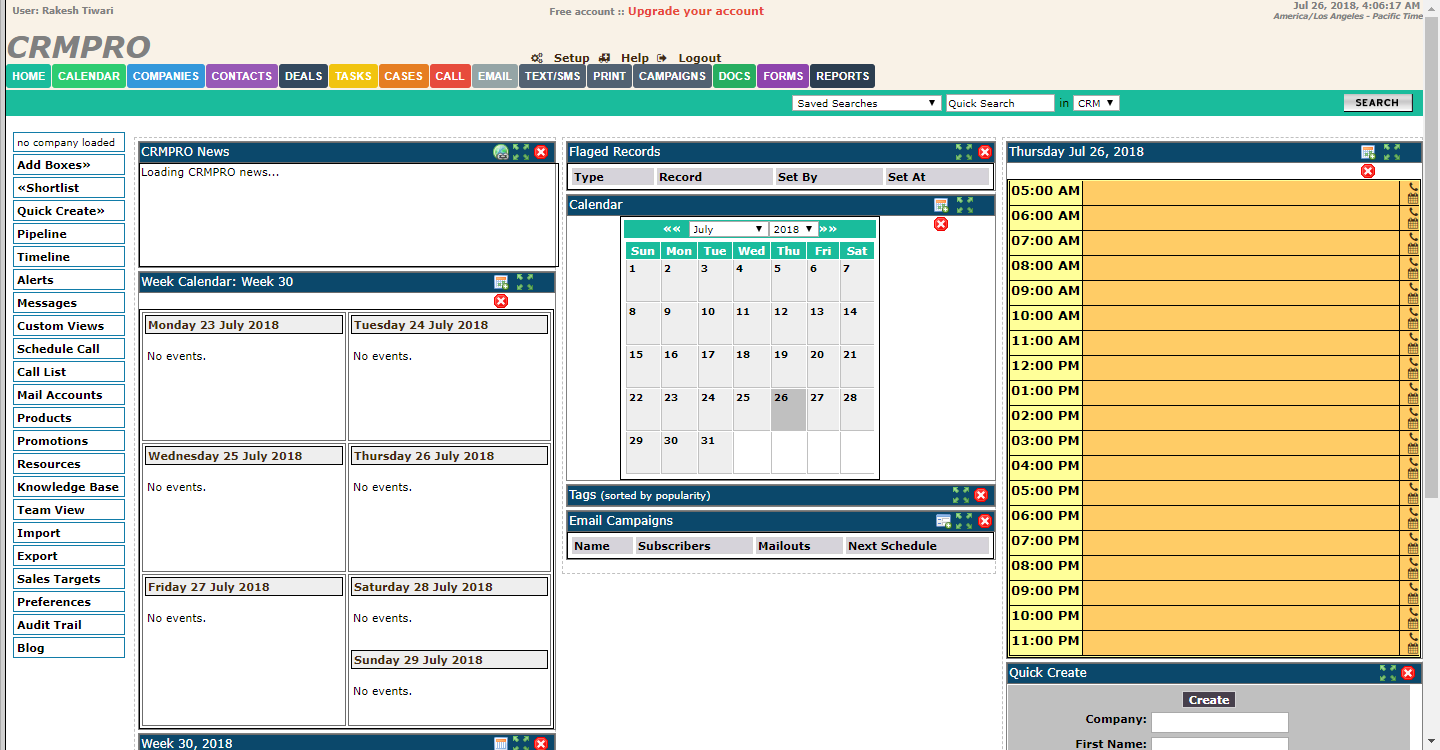 User: Rakesh Tiwari
Free account :: Upgrade your account
Jul 26, 2018, 4:06:17 AM
America/Los Angeles - Pacific Time
CRMPRO
Setup Help Logout
HOME CALENDAR COMPANIES CONTACTS DEALS TASKS CASES CALL EMAIL TEXT/SMS PRINT CAMPAIGNS DOCS FORMS REPORTS
Saved Searches Quick Search in CRM SEARCH
no company loaded
Add Boxes»
«Shortlist
Quick Create»
Pipeline
Timeline
Alerts
Messages
Custom Views
Schedule Call
Call List
Mail Accounts
Products
Promotions
Resources
Knowledge Base
Team View
Import
Export
Sales Targets
Preferences
Audit Trail
Blog
CRMPRO News
Loading CRMPRO news...
Week Calendar: Week 30
Monday 23 July 2018
No events.
Tuesday 24 July 2018
No events.
Wednesday 25 July 2018
No events.
Thursday 26 July 2018
No events.
Friday 27 July 2018
No events.
Saturday 28 July 2018
No events.
Sunday 29 July 2018
No events.
Week 30, 2018
Flaged Records
Type Record Set By Set At
Calendar
«« July 2018 »»
Sun Mon Tue Wed Thu Fri Sat
1 2 3 4 5 6 7
8 9 10 11 12 13 14
15 16 17 18 19 20 21
22 23 24 25 26 27 28
29 30 31
Tags (sorted by popularity)
Email Campaigns
Name Subscribers Mailouts Next Schedule
Thursday Jul 26, 2018
05:00 AM
06:00 AM
07:00 AM
08:00 AM
09:00 AM
10:00 AM
11:00 AM
12:00 PM
01:00 PM
02:00 PM
03:00 PM
04:00 PM
05:00 PM
06:00 PM
07:00 PM
08:00 PM
09:00 PM
10:00 PM
11:00 PM
Quick Create
Create
Company:
First Name: